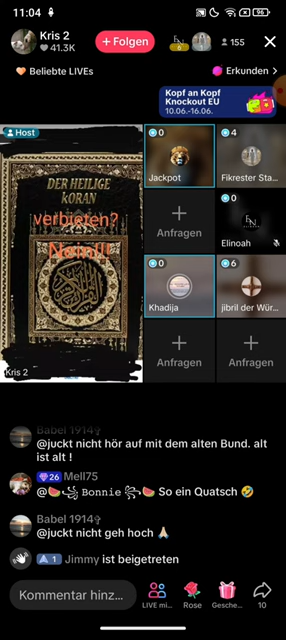 11:04
96
Kris 2
41.3K
+ Folgen
6
155
Beliebte LIVEs
Erkunden >
Kopf an Kopf
Knockout EU
10.06.-16.06.
Host
DER HEILIGE
KORAN
verbieten?
Nein!!!
Kris 2
0
Jackpot
4
Fikrester Sta...
Anfragen
0
Elinoah
0
Khadija
6
jibril der Wür...
Anfragen
Anfragen
Babel 1914✞
@juckt nicht hör auf mit dem alten Bund. alt
ist alt !
26 Mell75
@🍉꧁ Bonnie ꧂🍉 So ein Quatsch 🤣
Babel 1914✞
@juckt nicht geh hoch 🙏🏻
1 Jimmy ist beigetreten
Kommentar hinz...
LIVE mi...
Rose
Gesche...
10